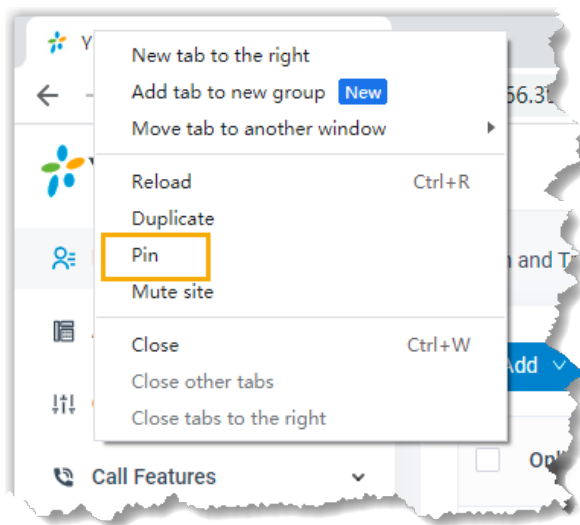 Y
New tab to the right
Add tab to new group New
Move tab to another window
Reload Ctrl+R
Duplicate
Pin
and
Mute site
Close Ctrl+W
Add
Close other tabs
Close tabs to the right
Call Features